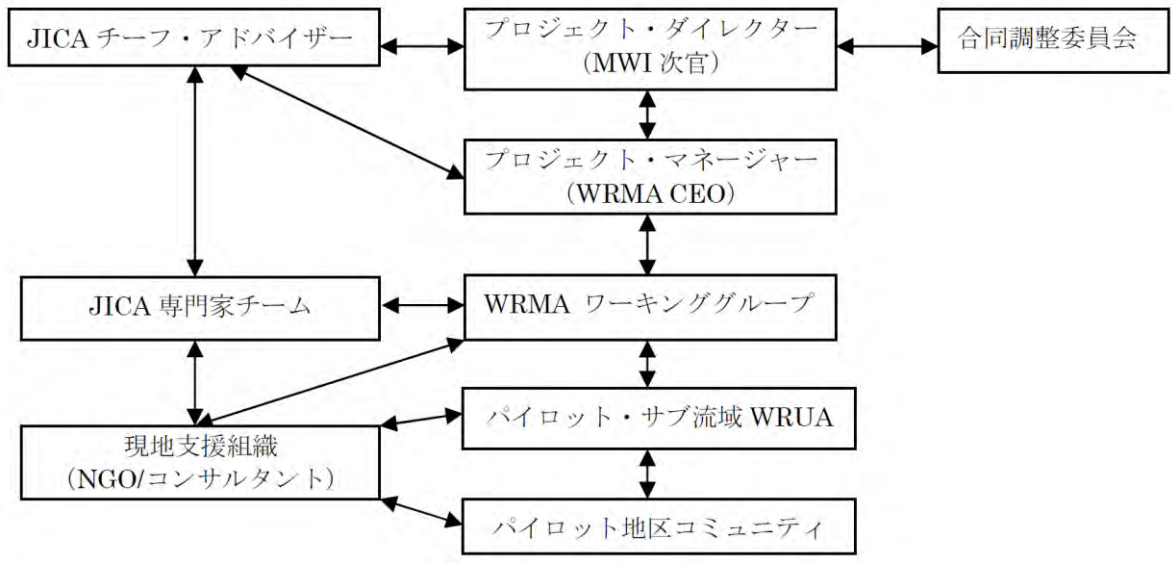 JICA チーフ・アドバイザー
プロジェクト・ダイレクター
（MWI 次官）
合同調整委員会
プロジェクト・マネージャー
（WRMA CEO）
JICA 専門家チーム
WRMA ワーキンググループ
パイロット・サブ流域 WRUA
現地支援組織
（NGO/コンサルタント）
パイロット地区コミュニティ